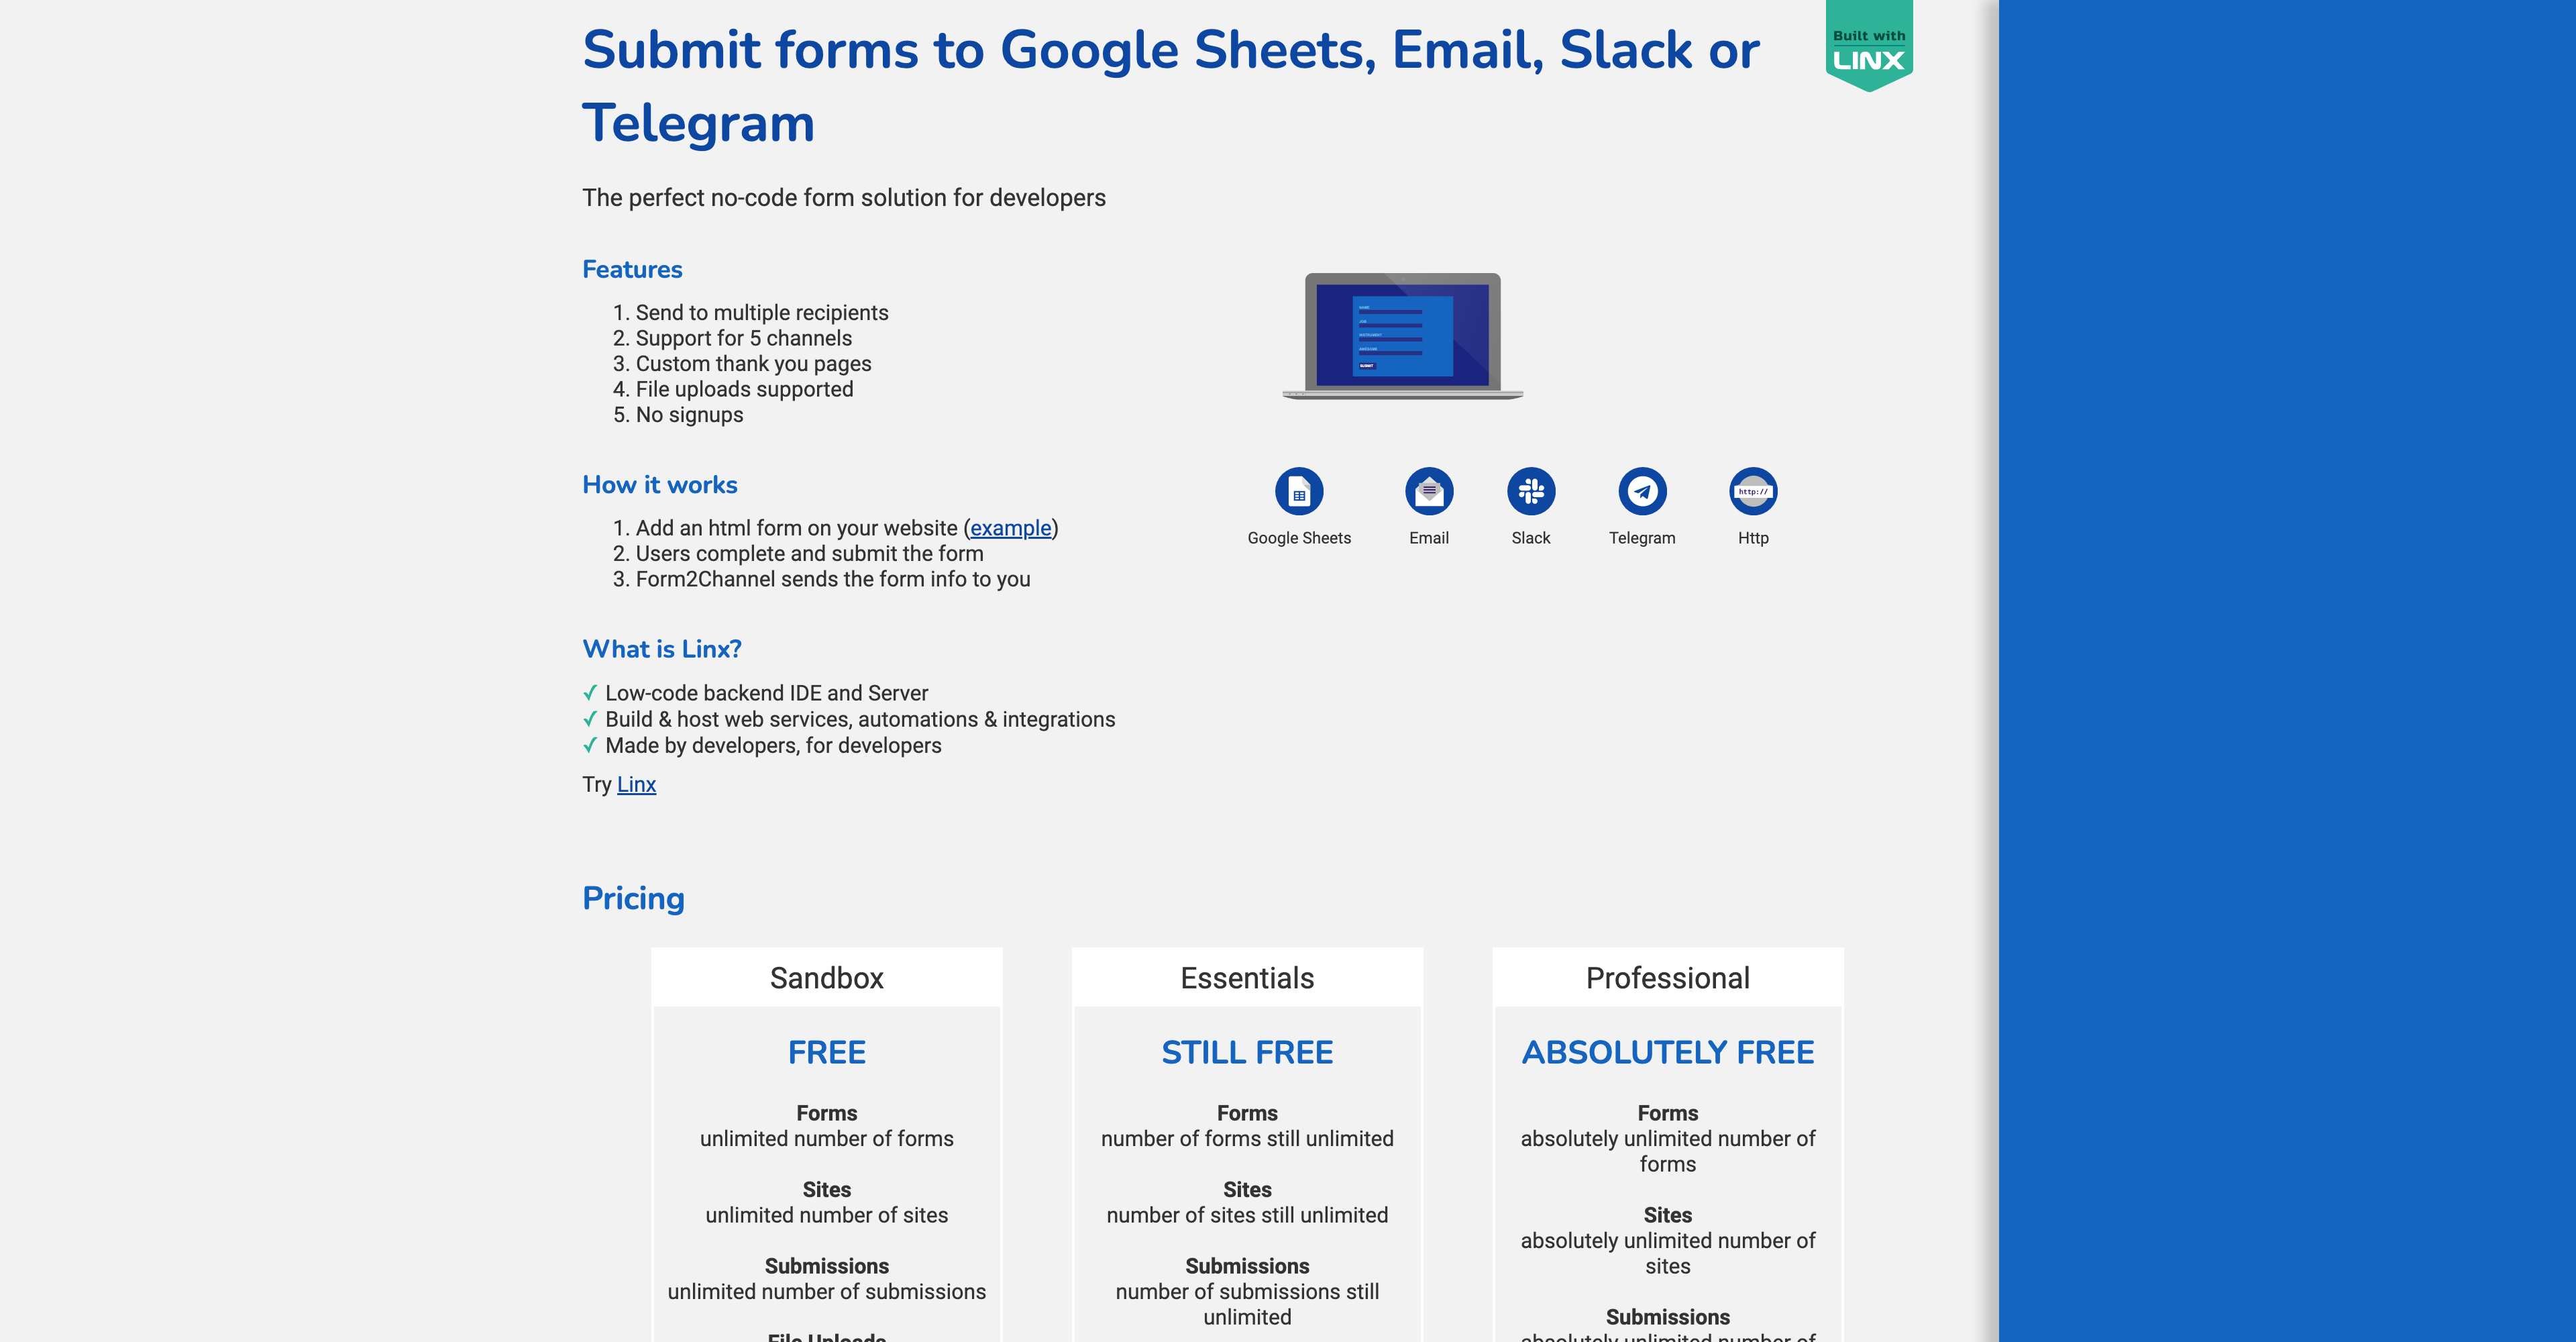 Submit forms to Google Sheets, Email, Slack or
Telegram
Built with
LINX
The perfect no-code form solution for developers
Features
1. Send to multiple recipients
2. Support for 5 channels
3. Custom thank you pages
4. File uploads supported
5. No signups
SUBMIT
How it works
1. Add an html form on your website (example)
2. Users complete and submit the form
3. Form2Channel sends the form info to you
http://
Google Sheets
Email
Slack
Telegram
Http
What is Linx?
✓ Low-code backend IDE and Server
✓ Build & host web services, automations & integrations
✓ Made by developers, for developers
Try Linx
Pricing
Sandbox
FREE
Forms
unlimited number of forms
Sites
unlimited number of sites
Submissions
unlimited number of submissions
File Uploads
Essentials
STILL FREE
Forms
number of forms still unlimited
Sites
number of sites still unlimited
Submissions
number of submissions still
unlimited
Professional
ABSOLUTELY FREE
Forms
absolutely unlimited number of
forms
Sites
absolutely unlimited number of
sites
Submissions
absolutely unlimited number of